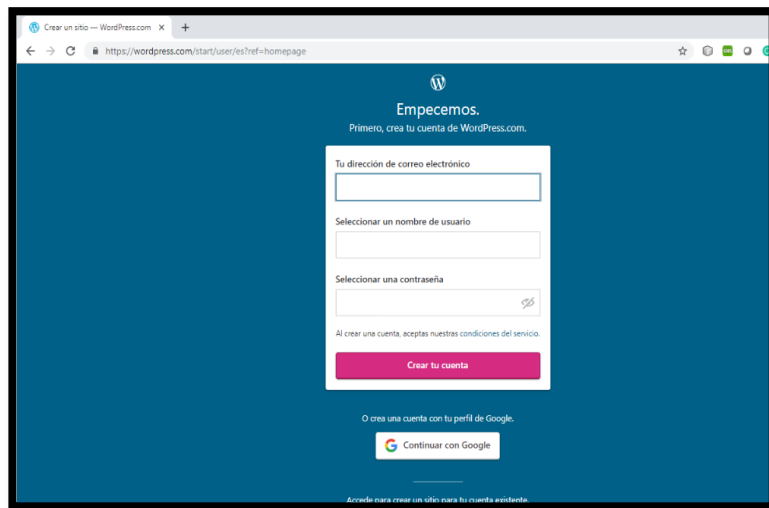 Crear un sitio — WordPress.com
https://wordpress.com/start/user/es?ref=homepage
Empecemos.
Primero, crea tu cuenta de WordPress.com.
Tu dirección de correo electrónico
Seleccionar un nombre de usuario
Seleccionar una contraseña
Al crear una cuenta, aceptas nuestras condiciones del servicio.
Crear tu cuenta
O crea una cuenta con tu perfil de Google.
Continuar con Google
Accede para crear un sitio para tu cuenta existente.